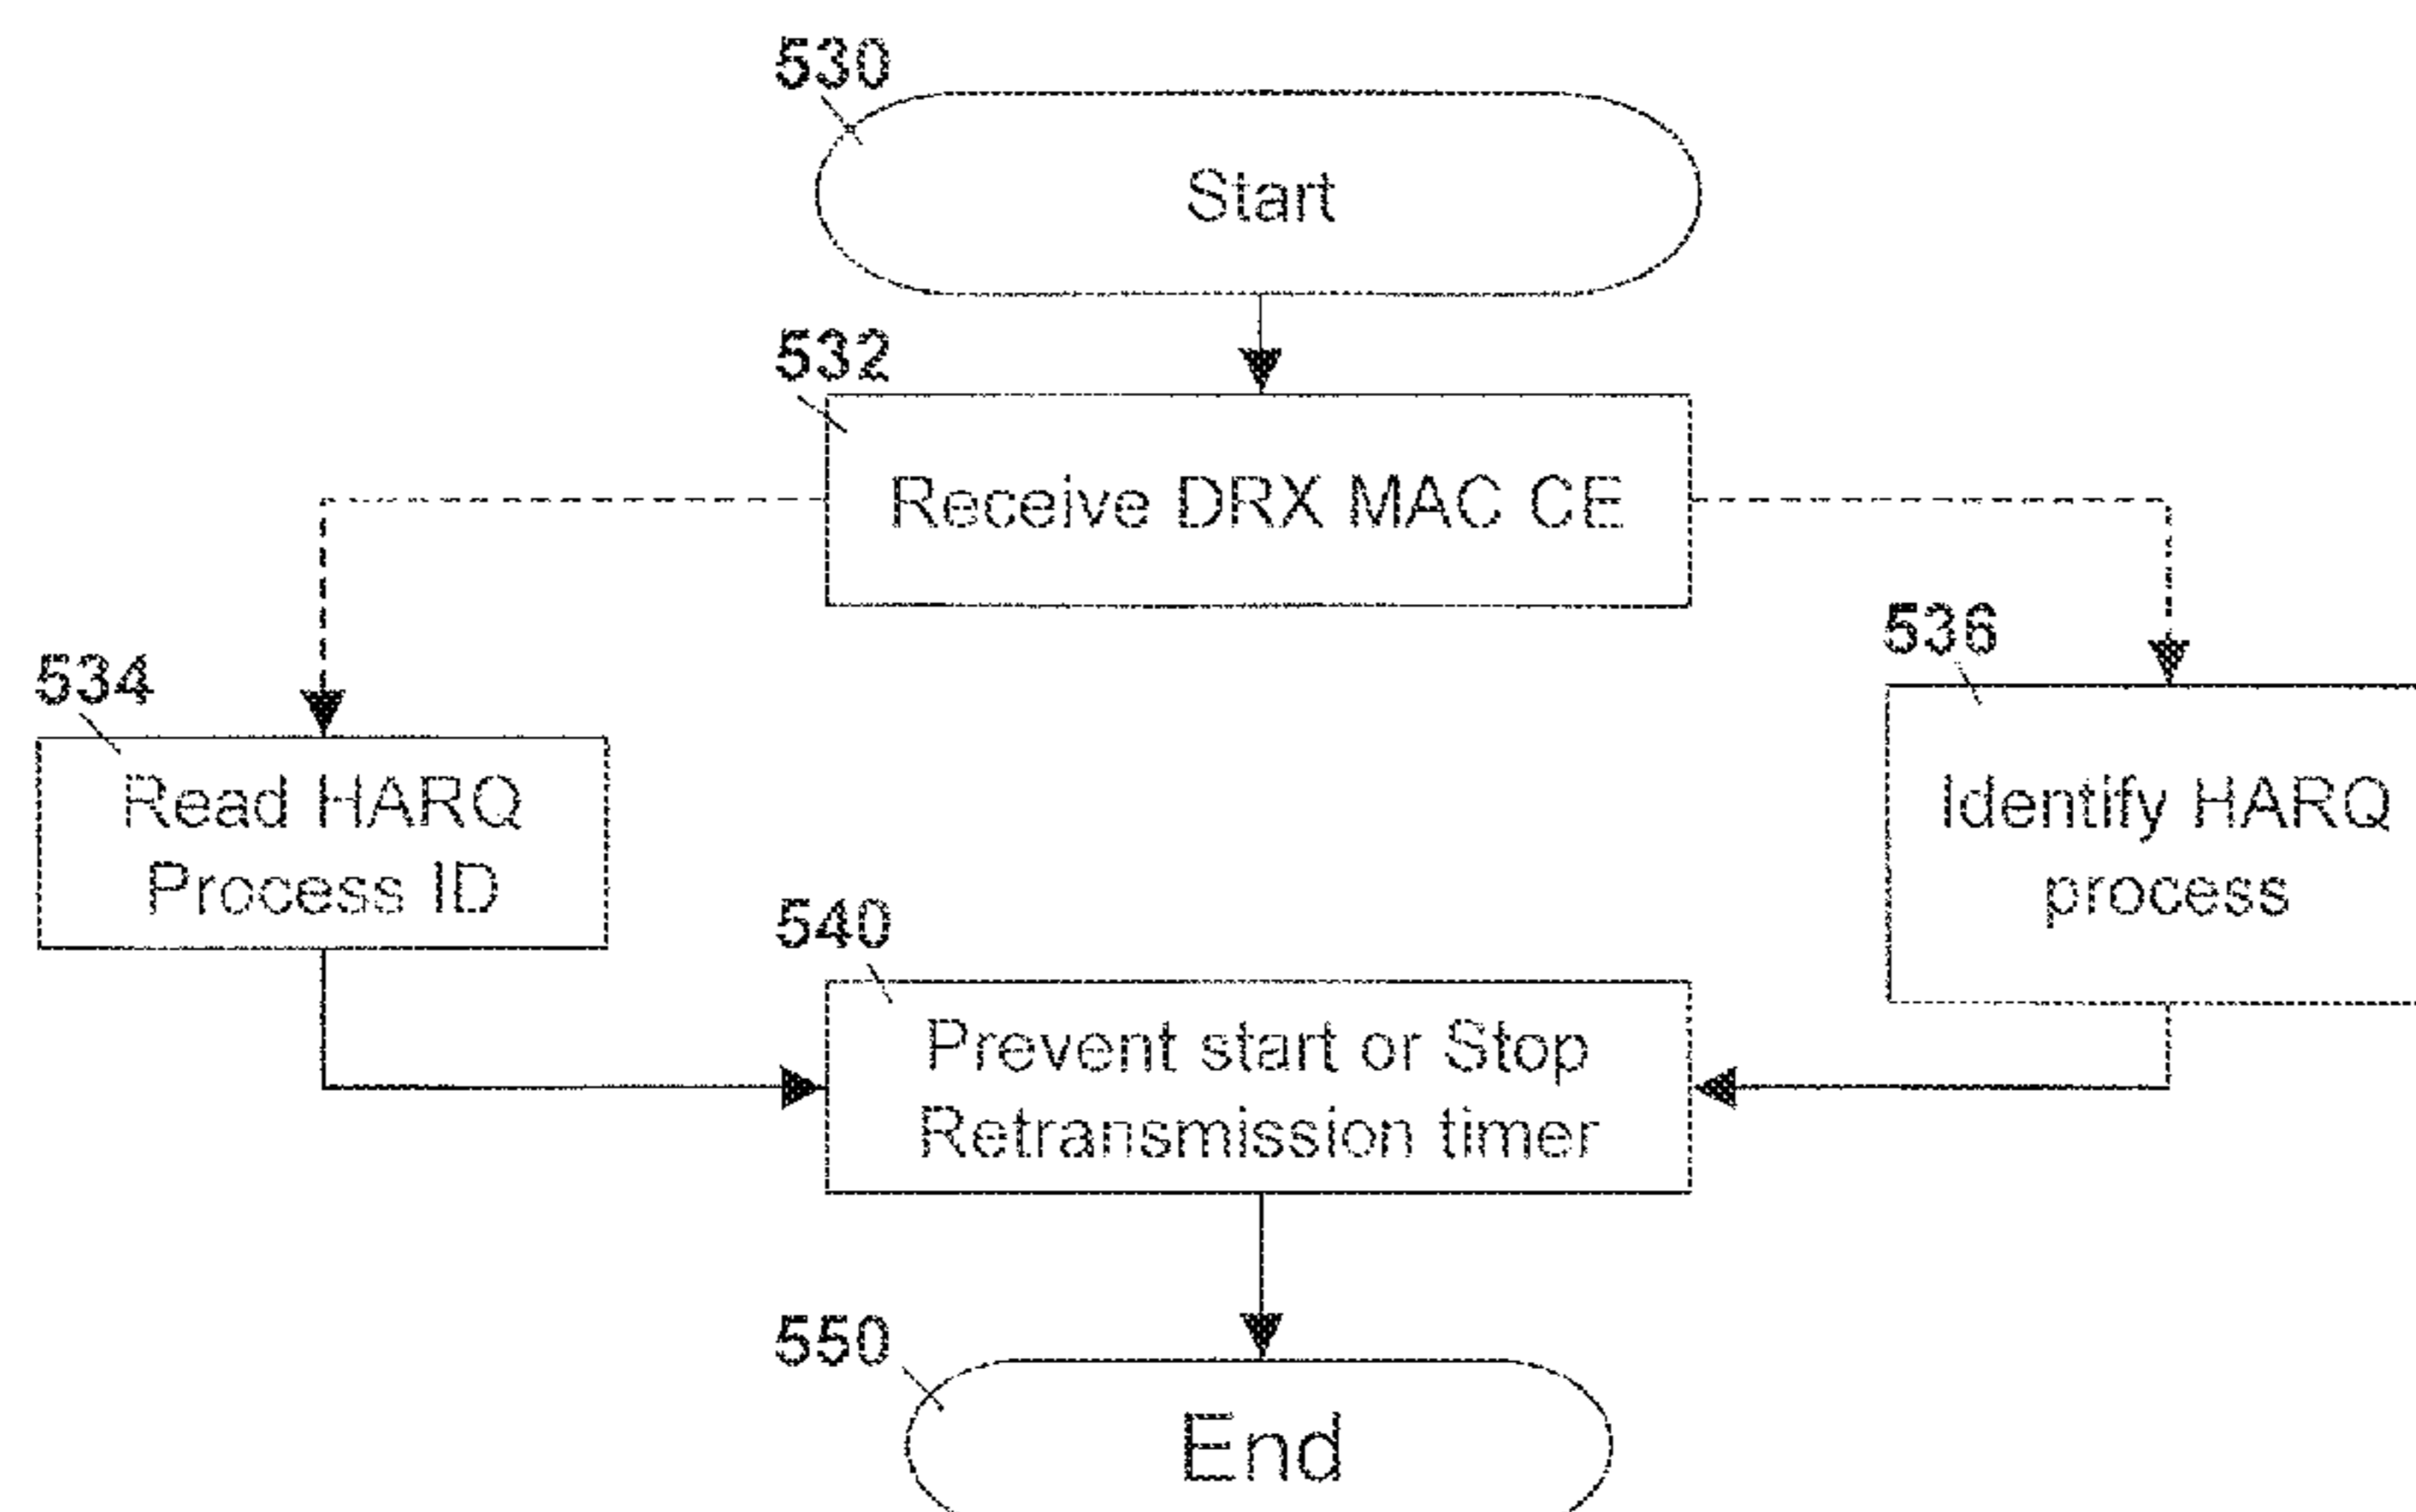 530
Start
532
Receive DRX MAC CE
534
Read HARQ
Process ID
536
Identify HARQ
process
540
Prevent start or Stop
Retransmission timer
550
End